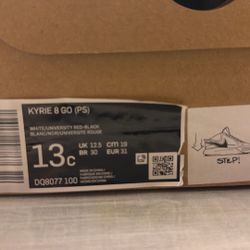 KYRIE 8 GO (PS)
WHITE/UNIVERSITY RED-BLACK
BLANC/NOIR/UNIVERSITE ROUGE
13C
UK 12.5 cm 19
BR 30 EUR 31
DQ8077 100
STEP!